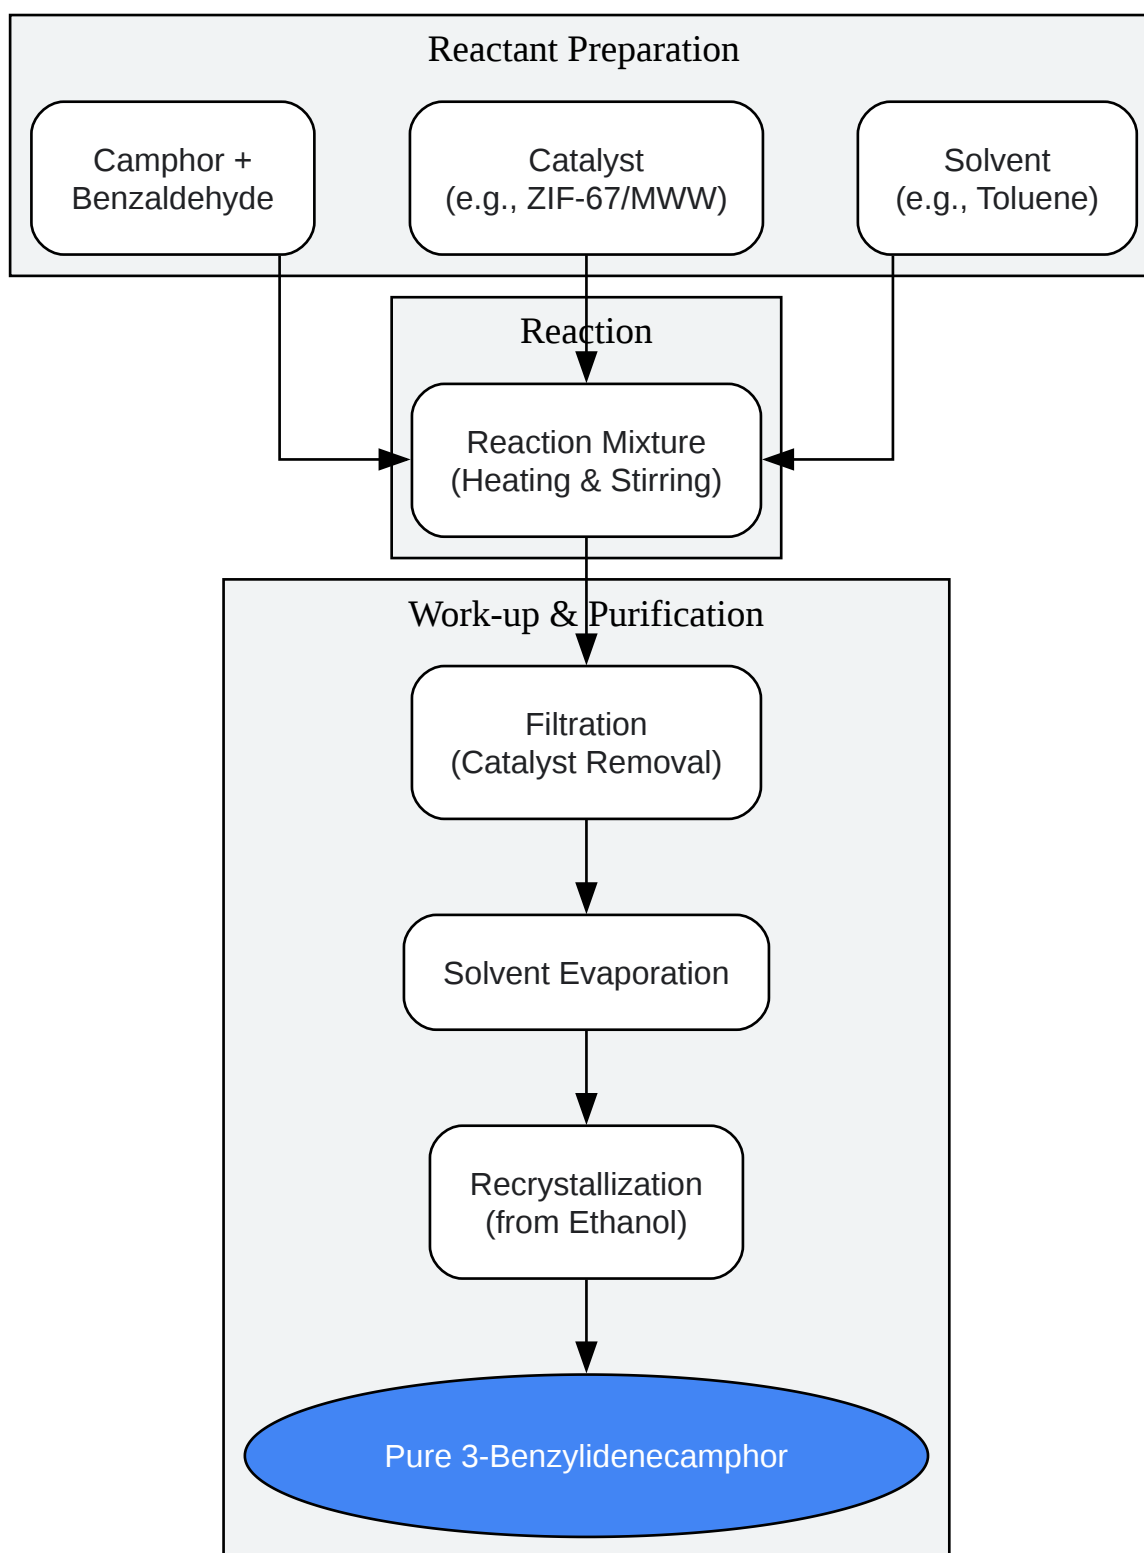 Reactant Preparation
Camphor +
Benzaldehyde
Catalyst
(e.g., ZIF-67/MWW)
Solvent
(e.g., Toluene)
Reaction
Reaction Mixture
(Heating & Stirring)
Work-up & Purification
Filtration
(Catalyst Removal)
Solvent Evaporation
Recrystallization
(from Ethanol)
Pure 3-Benzylidenecamphor